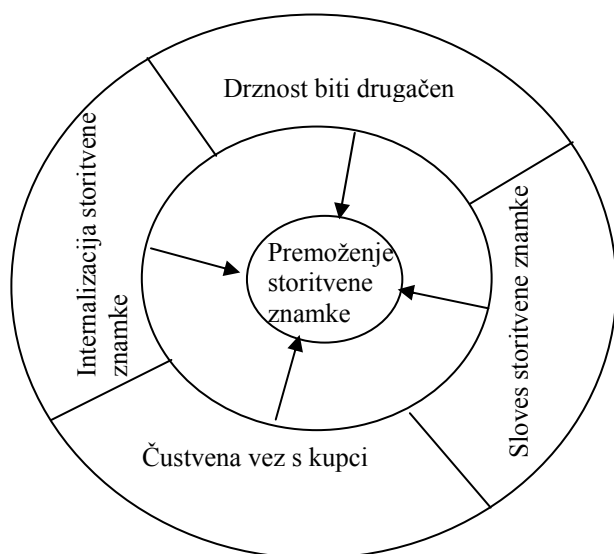 Drznost biti drugačen
Internalizacija storitvene
znamke
Premoženje
storitvene
znamke
Sloves storitvene znamke
Čustvena vez s kupci